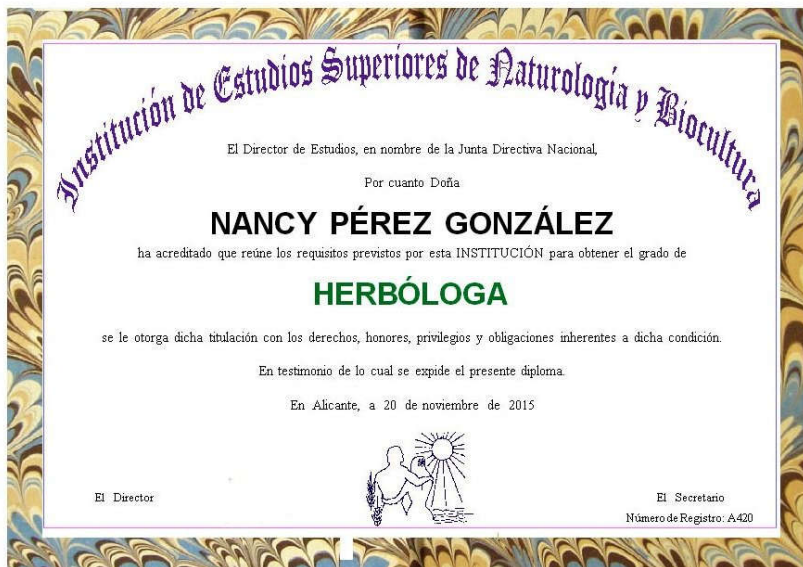 Institución de Estudios Superiores de Naturología y Biocultura
El Director de Estudios, en nombre de la Junta Directiva Nacional,
Por cuanto Doña
NANCY PÉREZ GONZÁLEZ
ha acreditado que reúne los requisitos previstos por esta INSTITUCIÓN para obtener el grado de
HERBÓLOGA
se le otorga dicha titulación con los derechos, honores, privilegios y obligaciones inherentes a dicha condición.
En testimonio de lo cual se expide el presente diploma.
En Alicante, a 20 de noviembre de 2015
El Director
El Secretario
Número de Registro: A420